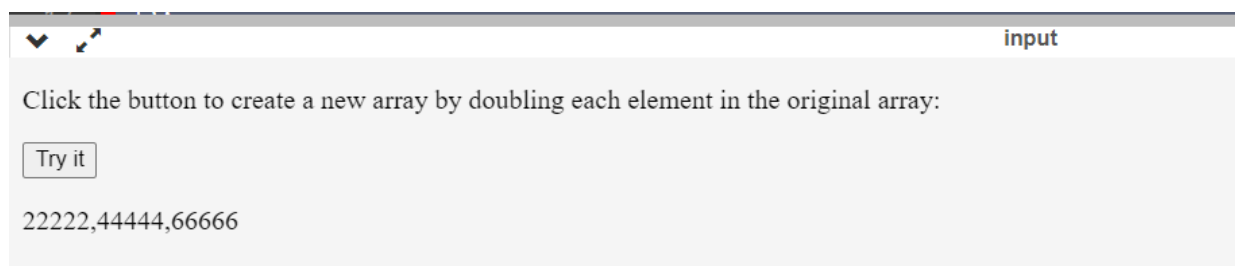 input
Click the button to create a new array by doubling each element in the original array:
Try it
22222,44444,66666